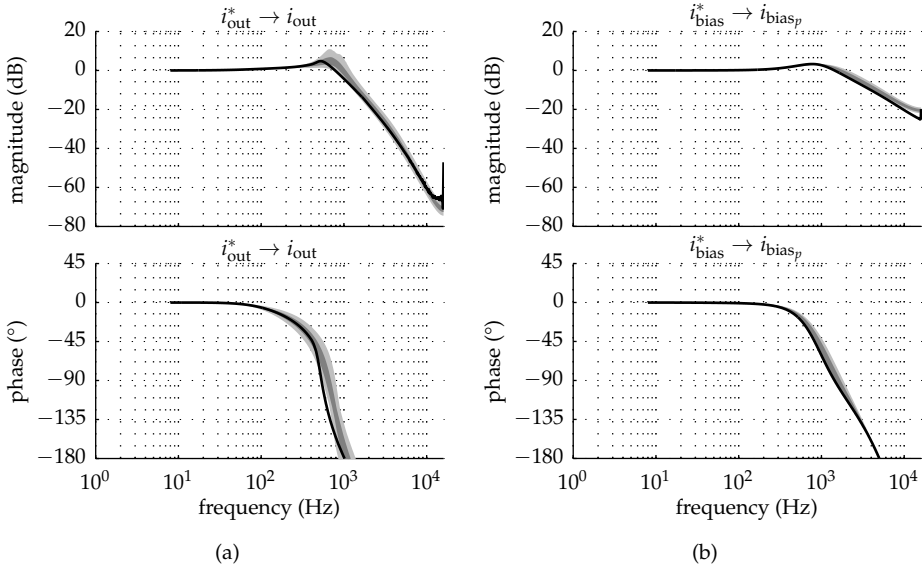 i*out → iout
20
0
−20
−40
−60
−80
magnitude (dB)
i*out → iout
45
0
−45
−90
−135
−180
phase (°)
10^0 10^1 10^2 10^3 10^4
frequency (Hz)
(a)
i*bias → ibiasp
20
0
−20
−40
−60
−80
magnitude (dB)
i*bias → ibiasp
45
0
−45
−90
−135
−180
phase (°)
10^0 10^1 10^2 10^3 10^4
frequency (Hz)
(b)